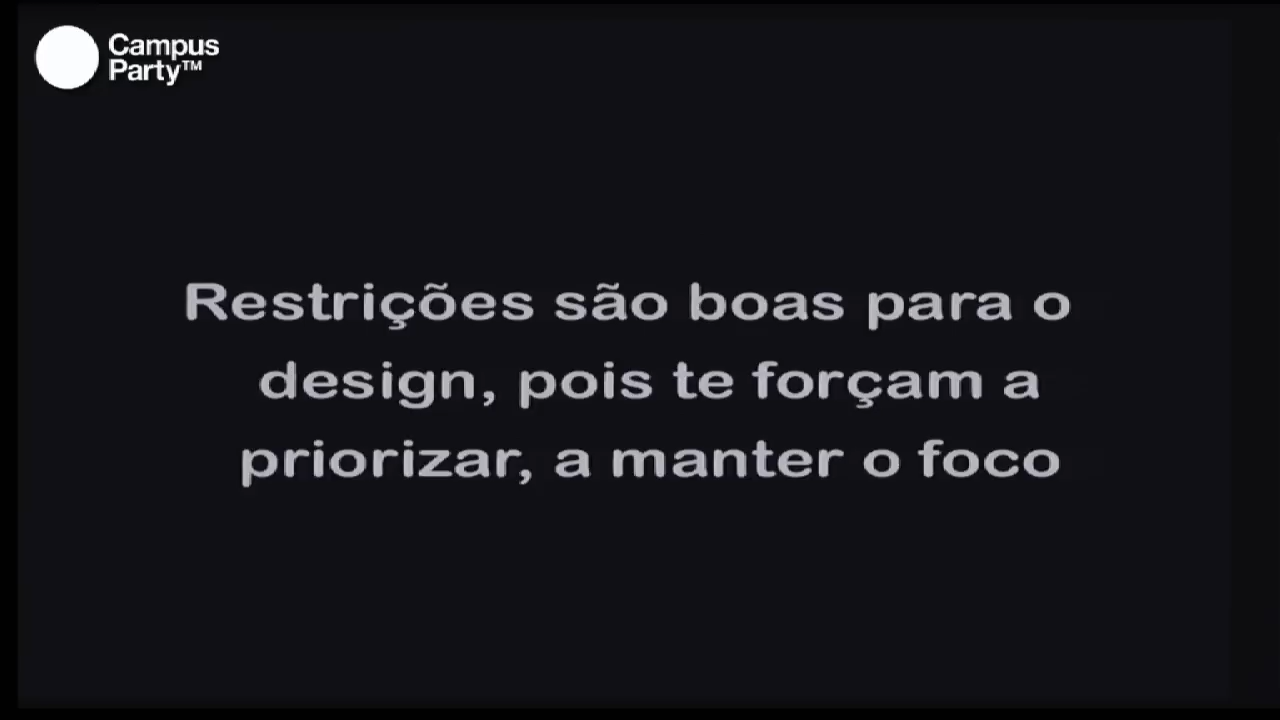 Campus
Party™
Restrições são boas para o
design, pois te forçam a
priorizar, a manter o foco